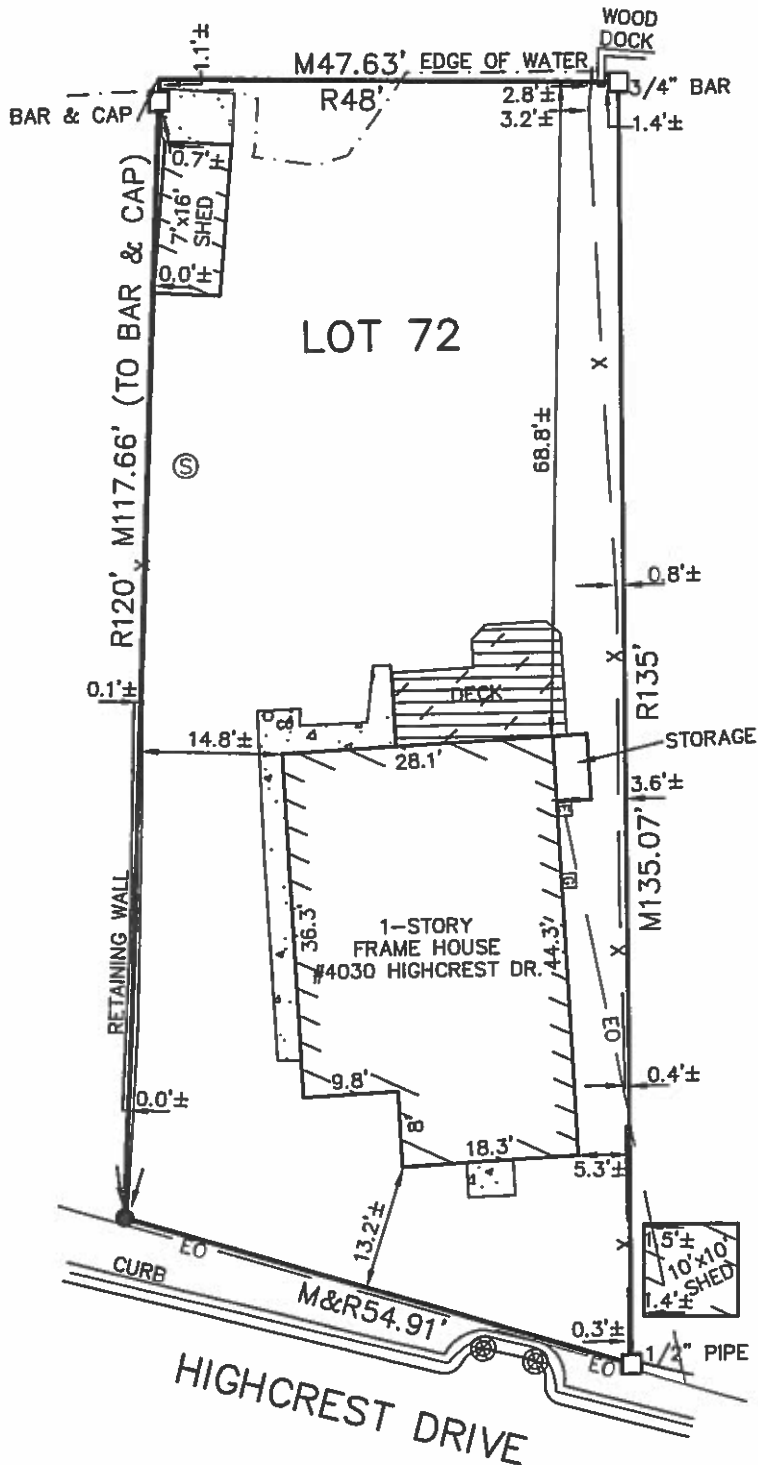 WOOD
DOCK
1.1'±
M47.63'
EDGE OF WATER
R48'
2.8'±
3/4" BAR
BAR & CAP
3.2'±
1.4'±
0.7'±
7'x16'
SHED
0.0'±
R120' M117.66' (TO BAR & CAP)
LOT 72
68.8'±
S
X
X
0.8'±
X
R135'
0.1'±
DECK
14.8'±
28.1'
STORAGE
3.6'±
M135.07'
E
G
RETAINING WALL
36.3'
1-STORY
FRAME HOUSE
#4030 HIGHCREST DR.
44.3'
X
EO
9.8'
0.4'±
0.0'±
8'
18.3'
5.3'±
13.2'±
EO
1.5'±
10'x10'
SHED
1.4'±
X
CURB
M&R54.91'
0.3'±
1/2" PIPE
EO
HIGHCREST DRIVE